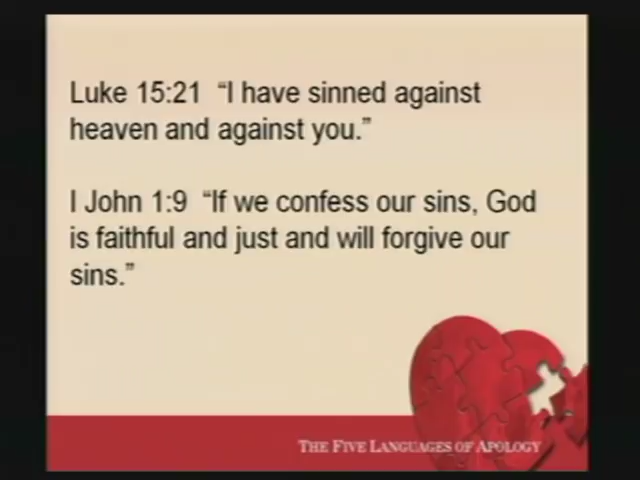 Luke 15:21 “I have sinned against
heaven and against you.”
I John 1:9 “If we confess our sins, God
is faithful and just and will forgive our
sins.”
THE FIVE LANGUAGES OF APOLOGY